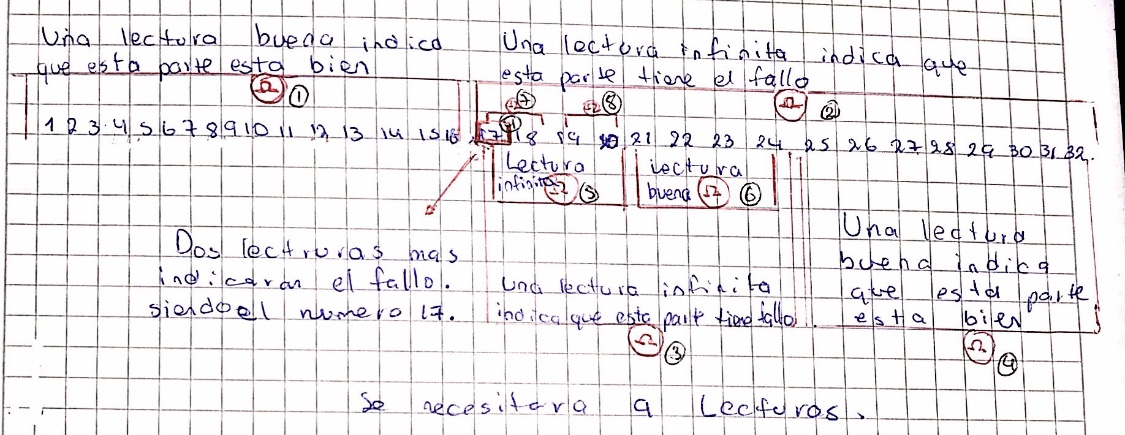 Una lectura buena indica
que esta parte esta bien
Ω 1
Una lectura infinita indica que
esta parte tiene el fallo
Ω 7 Ω 8 Ω 2
1 2 3 4 5 6 7 8 9 10 11 12 13 14 15 16 17 18 19 20 21 22 23 24 25 26 27 28 29 30 31 32.
Lectura
infinita Ω 5
Lectura
buena Ω 6
Dos lectruras mas
indicaran el fallo.
siendo el numero 17.
Una lectura infinita
indica que esta part tiene fallo
Ω 3
Una lectura
buena indica
que esta parte
esta bien
Ω 4
Se necesitara 9 Lecturas.